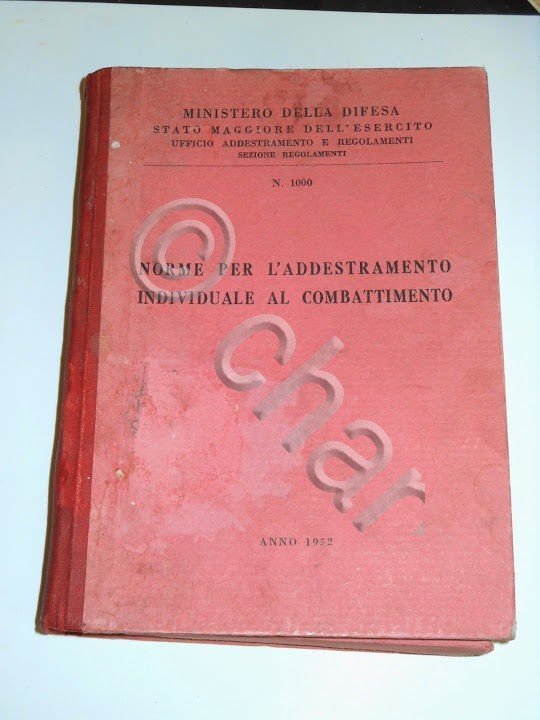 MINISTERO DELLA DIFESA
STATO MAGGIORE DELL'ESERCITO
UFFICIO ADDESTRAMENTO E REGOLAMENTI
SEZIONE REGOLAMENTI
N. 1000
NORME PER L'ADDESTRAMENTO
INDIVIDUALE AL COMBATTIMENTO
© char
ANNO 1952